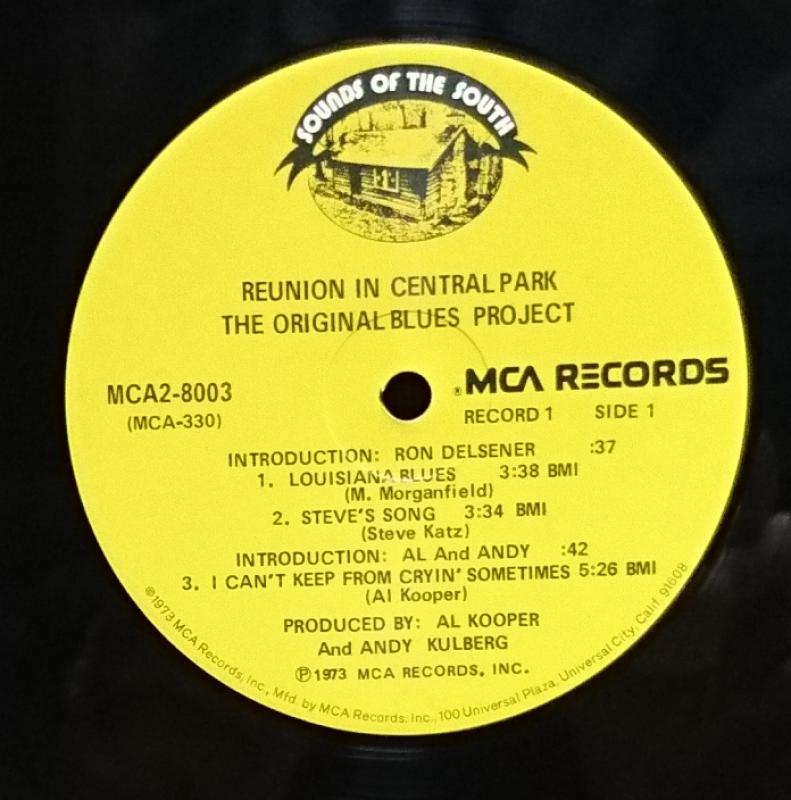 SOUNDS OF THE SOUTH
REUNION IN CENTRAL PARK
THE ORIGINAL BLUES PROJECT
MCA2-8003
(MCA-330)
®MCA RECORDS
RECORD 1 SIDE 1
INTRODUCTION: RON DELSENER :37
1. LOUISIANA BLUES 3:38 BMI
(M. Morganfield)
2. STEVE'S SONG 3:34 BMI
(Steve Katz)
INTRODUCTION: AL And ANDY :42
3. I CAN'T KEEP FROM CRYIN' SOMETIMES 5:26 BMI
(Al Kooper)
PRODUCED BY: AL KOOPER
And ANDY KULBERG
℗1973 MCA RECORDS, INC.
©1973 MCA Records, Inc., Mfd. by MCA Records, Inc., 100 Universal Plaza, Universal City, Calif. 91608